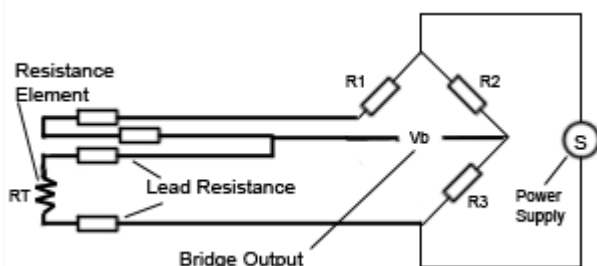 Resistance
Element
R1
R2
Vb
S
RT
Lead Resistance
R3
Power
Supply
Bridge Output